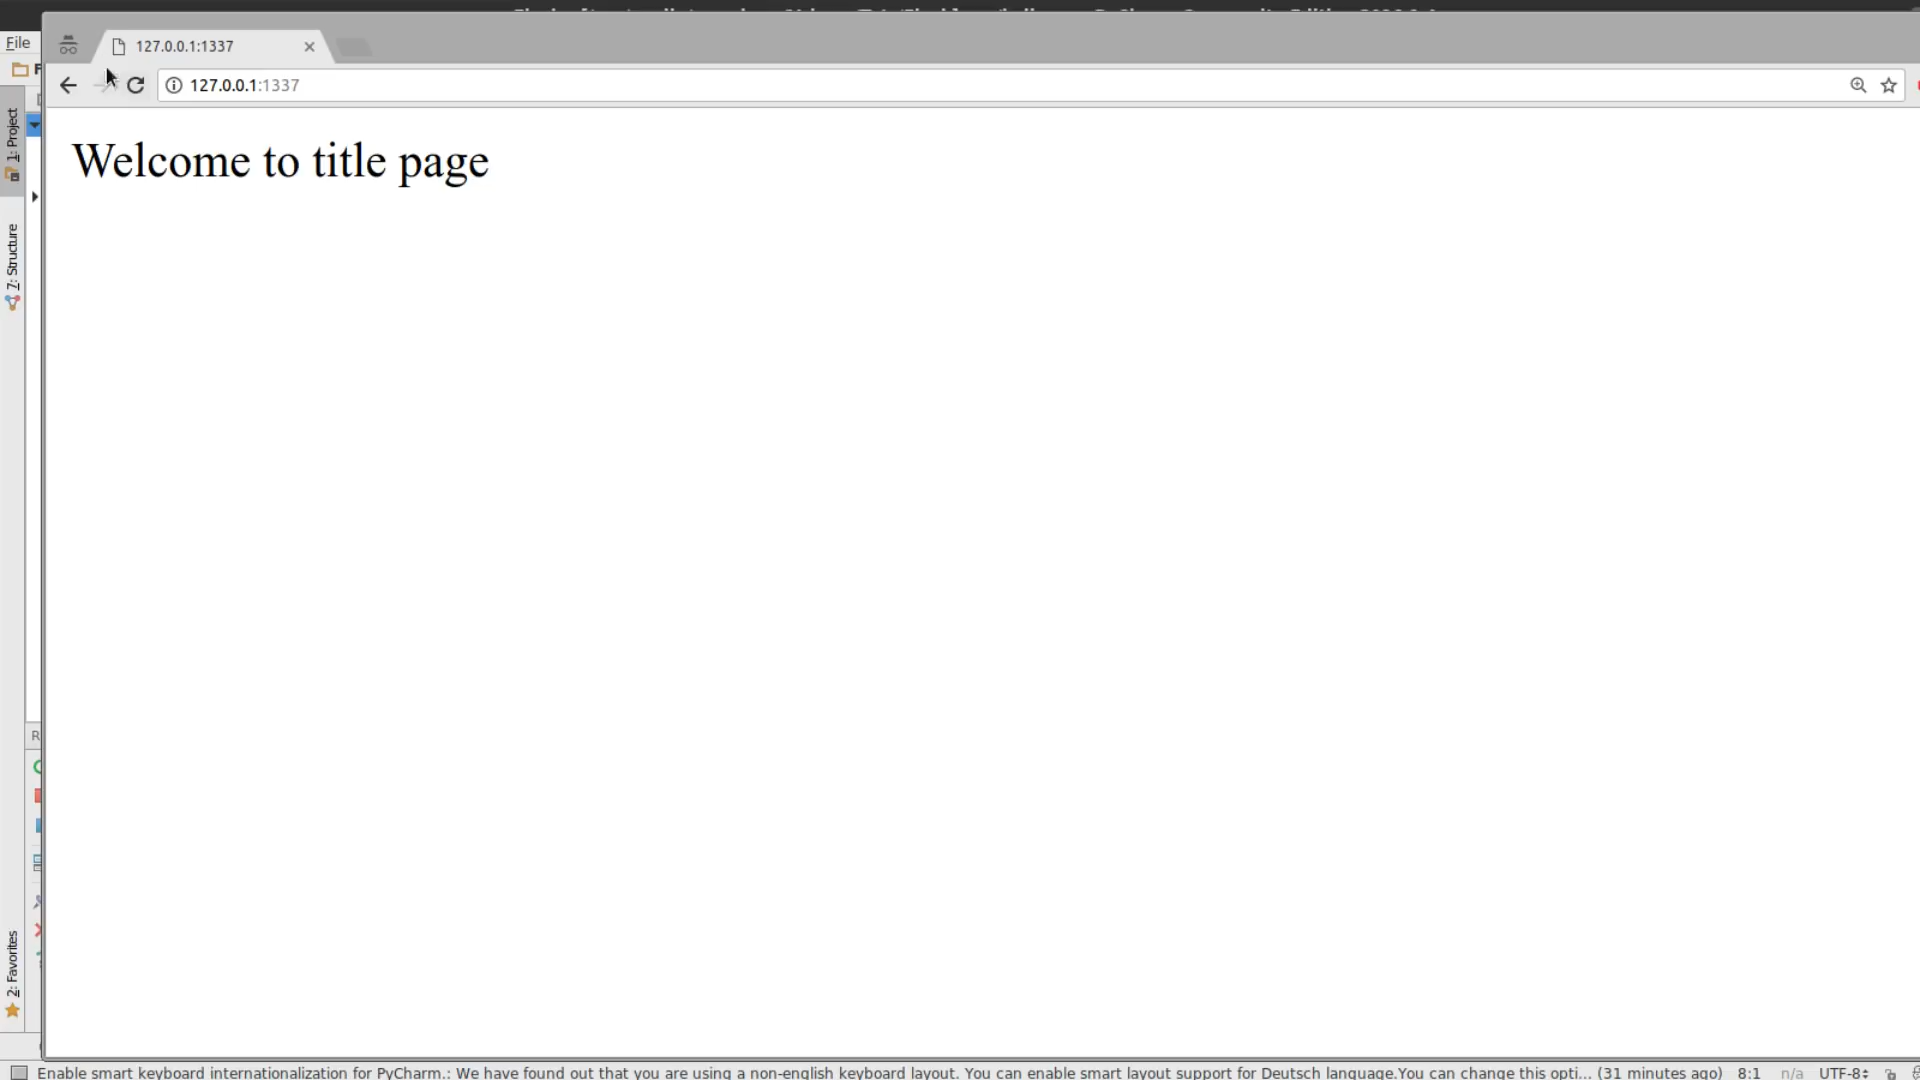 File
127.0.0.1:1337
127.0.0.1:1337
1: Project
Welcome to title page
7: Structure
2: Favorites
Enable smart keyboard internationalization for PyCharm.: We have found out that you are using a non-english keyboard layout. You can enable smart layout support for Deutsch language.You can change this opti... (31 minutes ago) 8:1 n/a UTF-8